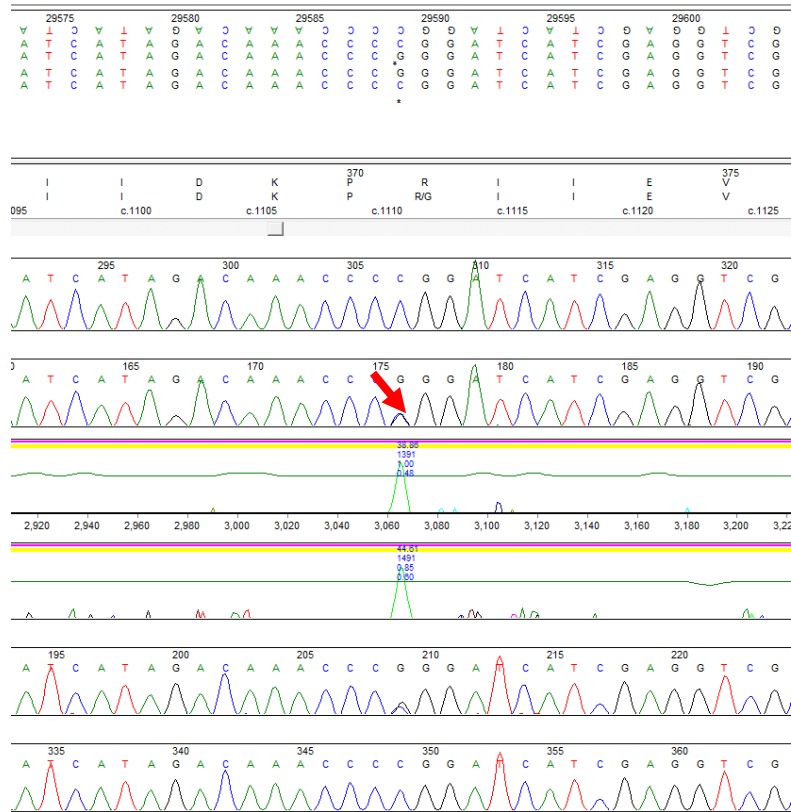 29575 29580 29585 29590 29595 29600
A T C A T A G A C A A A C C C C G G A T C A T C G A G G T C G
A T C A T A G A C A A A C C C C G G A T C A T C G A G G T C G
A T C A T A G A C A A A C C C G G G A T C A T C G A G G T C G
*
A T C A T A G A C A A A C C C G G G A T C A T C G A G G T C G
A T C A T A G A C A A A C C C C G G A T C A T C G A G G T C G
*
370 375
I I D K P R I I E V
I I D K P R/G I I E V
095 c.1100 c.1105 c.1110 c.1115 c.1120 c.1125
295 300 305 310 315 320
A T C A T A G A C A A A C C C C G G A T C A T C G A G G T C G
0 165 170 175 180 185 190
A T C A T A G A C A A A C C C G G G A T C A T C G A G G T C G
38.86
1391
1.00
0.48
2,920 2,940 2,960 2,980 3,000 3,020 3,040 3,060 3,080 3,100 3,120 3,140 3,160 3,180 3,200 3,22
44.61
1491
0.85
0.60
195 200 205 210 215 220
A T C A T A G A C A A A C C C G G G A T C A T C G A G G T C G
335 340 345 350 355 360
A T C A T A G A C A A A C C C C G G A T C A T C G A G G T C G